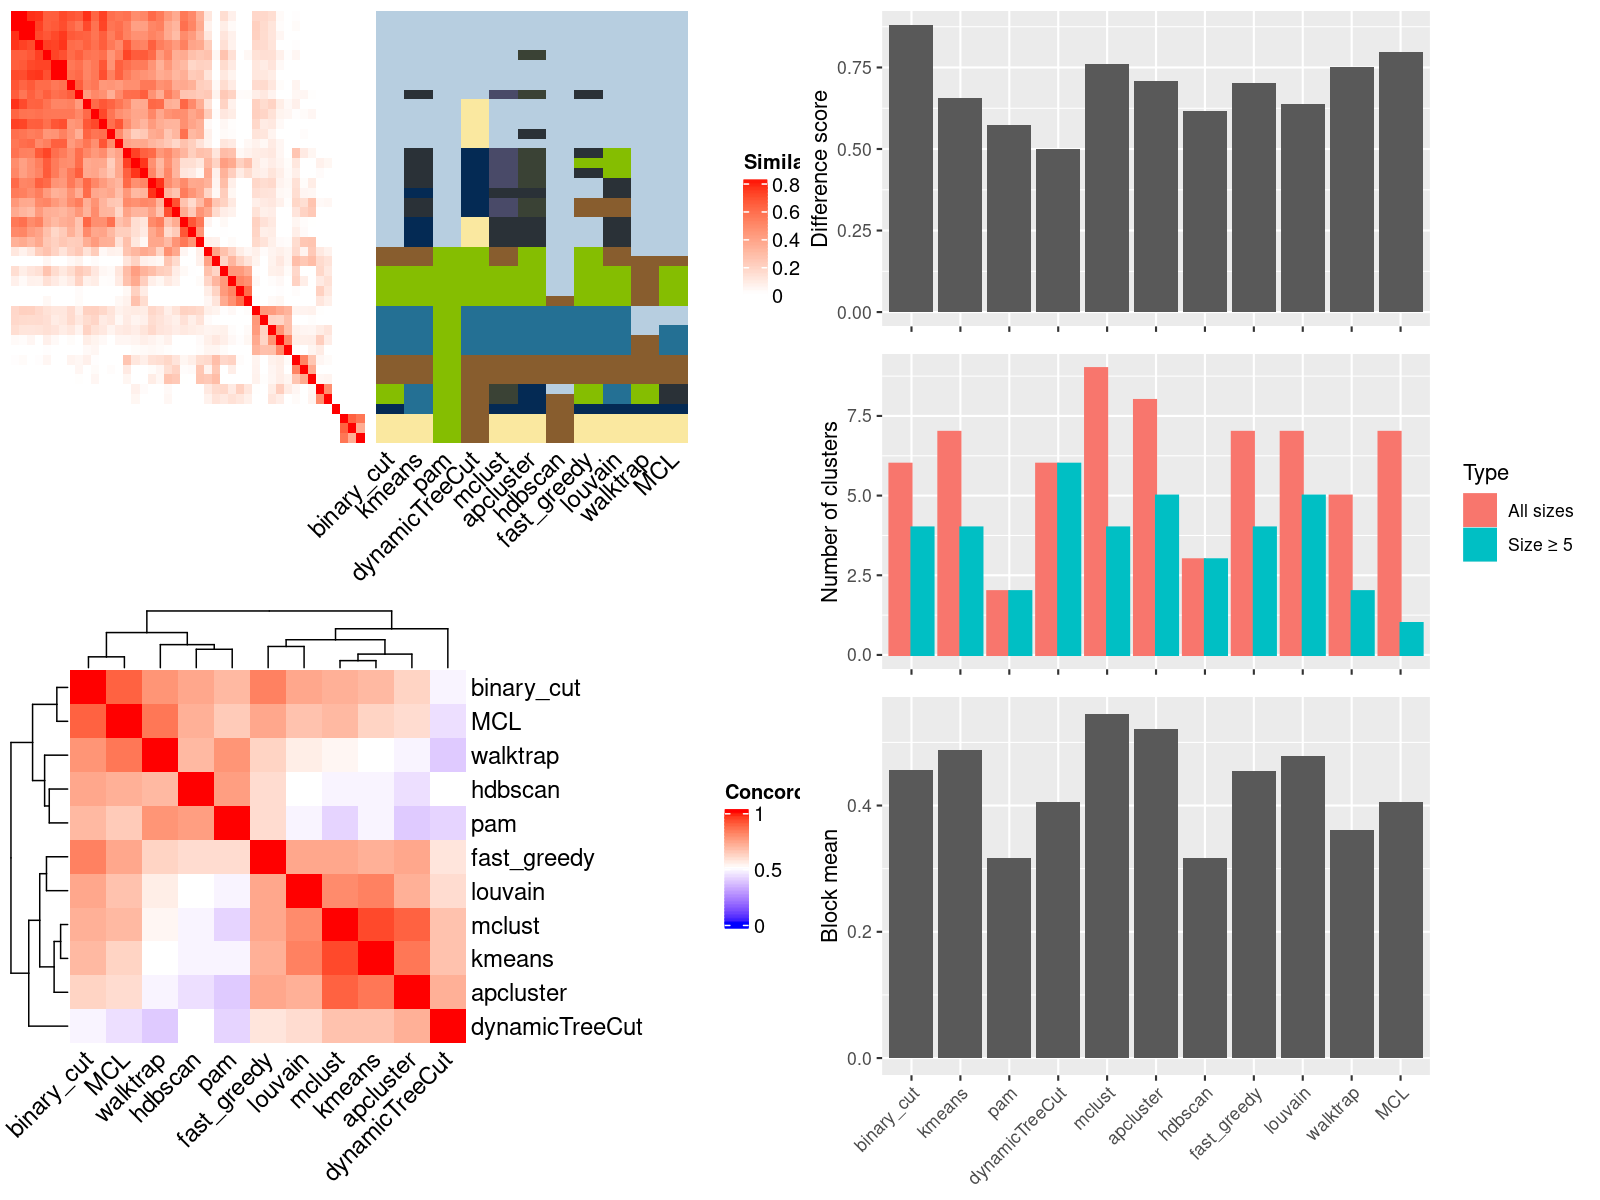 Simila
0.8
0.6
0.4
0.2
0
binary_cut
kmeans
pam
dynamicTreeCut
mclust
apcluster
hdbscan
fast_greedy
louvain
walktrap
MCL
binary_cut
MCL
walktrap
hdbscan
pam
fast_greedy
louvain
mclust
kmeans
apcluster
dynamicTreeCut
Concord
1
0.5
0
binary_cut
MCL
walktrap
hdbscan
pam
fast_greedy
louvain
mclust
kmeans
apcluster
dynamicTreeCut
Difference score
0.75
0.50
0.25
0.00
Number of clusters
7.5
5.0
2.5
0.0
Type
All sizes
Size ≥ 5
Block mean
0.4
0.2
0.0
binary_cut
kmeans
pam
dynamicTreeCut
mclust
apcluster
hdbscan
fast_greedy
louvain
walktrap
MCL